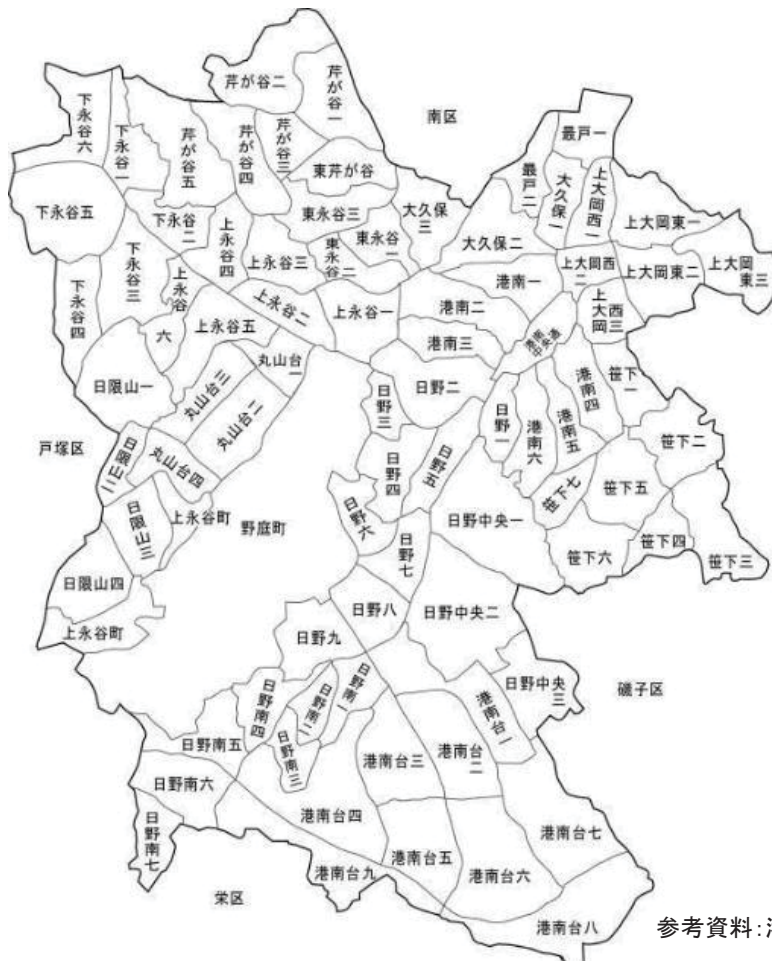 芹が谷二
芹が谷一
南区
下永谷六
下永谷一
芹が谷五
芹が谷四
芹が谷三
東芹が谷
最戸一
最戸二
大久保一
上大岡西一
上大岡東一
下永谷五
下永谷二
上永谷四
東永谷三
大久保三
大久保二
上大岡東二
上大岡東三
下永谷四
下永谷三
上永谷六
上永谷三
東永谷二
東永谷一
港南一
上大岡西二
上永谷五
上永谷二
上永谷一
港南二
上大岡西三
港南三
港南中央通
丸山台一
日限山一
丸山台三
丸山台二
日野三
日野二
日野一
港南六
港南五
港南四
笹下一
戸塚区
日限山二
丸山台四
日野四
日野五
笹下七
笹下五
笹下二
日限山三
上永谷町
野庭町
日野六
日野七
日野中央一
笹下六
笹下四
笹下三
日限山四
上永谷町
日野八
日野中央二
日野九
日野中央三
磯子区
日野南五
日野南四
日野南二
日野南一
日野南三
港南台一
港南台三
港南台二
日野南六
日野南七
港南台四
港南台五
港南台七
港南台九
港南台六
栄区
港南台八
参考資料: